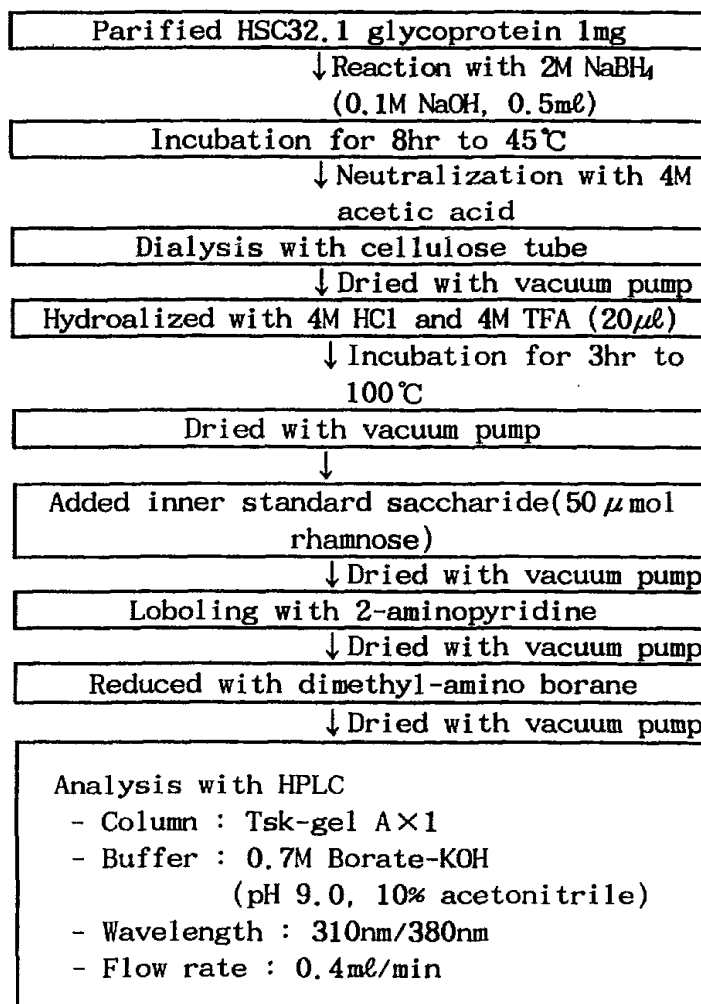 Parified HSC32.1 glycoprotein 1mg
↓Reaction with 2M NaBH₄
(0.1M NaOH, 0.5mℓ)
Incubation for 8hr to 45℃
↓Neutralization with 4M
acetic acid
Dialysis with cellulose tube
↓Dried with vacuum pump
Hydroalized with 4M HCl and 4M TFA (20μℓ)
↓Incubation for 3hr to
100℃
Dried with vacuum pump
↓
Added inner standard saccharide(50μmol
rhamnose)
↓Dried with vacuum pump
Loboling with 2-aminopyridine
↓Dried with vacuum pump
Reduced with dimethyl-amino borane
↓Dried with vacuum pump
Analysis with HPLC
- Column : Tsk-gel A×1
- Buffer : 0.7M Borate-KOH
(pH 9.0, 10% acetonitrile)
- Wavelength : 310nm/380nm
- Flow rate : 0.4mℓ/min